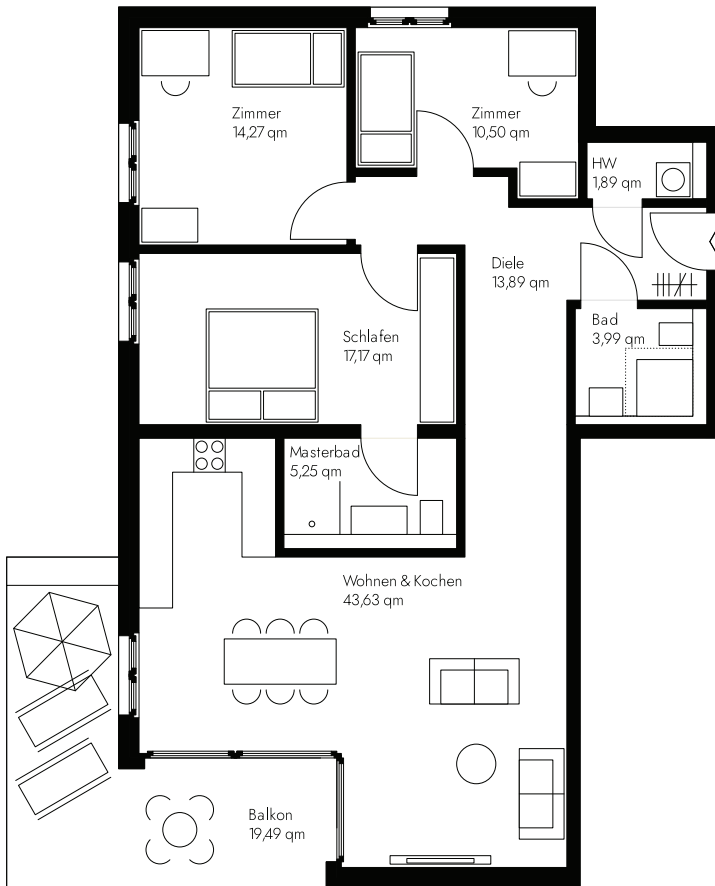 Zimmer
14,27 qm
Zimmer
10,50 qm
HW
1,89 qm
Diele
13,89 qm
Bad
3,99 qm
Schlafen
17,17 qm
Masterbad
5,25 qm
Wohnen & Kochen
43,63 qm
Balkon
19,49 qm